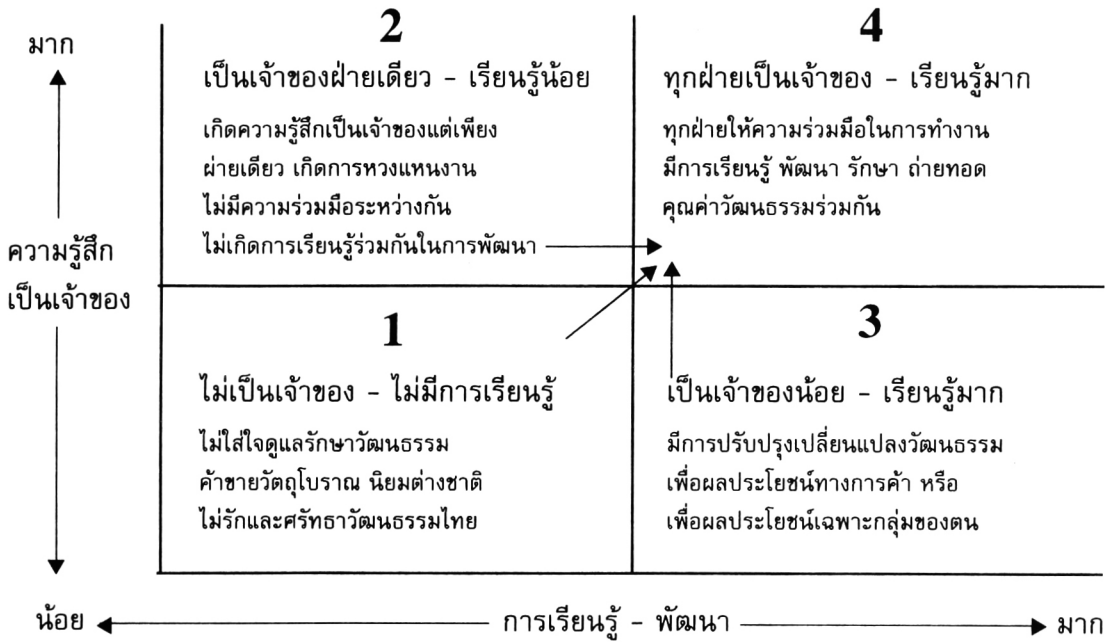 มาก
ความรู้สึก
เป็นเจ้าของ
2
เป็นเจ้าของฝ่ายเดียว - เรียนรู้น้อย
เกิดความรู้สึกเป็นเจ้าของแต่เพียง
ฝ่ายเดียว เกิดการหวงแหนงาน
ไม่มีความร่วมมือระหว่างกัน
ไม่เกิดการเรียนรู้ร่วมกันในการพัฒนา
4
ทุกฝ่ายเป็นเจ้าของ - เรียนรู้มาก
ทุกฝ่ายให้ความร่วมมือในการทำงาน
มีการเรียนรู้ พัฒนา รักษา ถ่ายทอด
คุณค่าวัฒนธรรมร่วมกัน
1
ไม่เป็นเจ้าของ - ไม่มีการเรียนรู้
ไม่ใส่ใจดูแลรักษาวัฒนธรรม
ค้าขายวัตถุโบราณ นิยมต่างชาติ
ไม่รักและศรัทธาวัฒนธรรมไทย
3
เป็นเจ้าของน้อย - เรียนรู้มาก
มีการปรับปรุงเปลี่ยนแปลงวัฒนธรรม
เพื่อผลประโยชน์ทางการค้า หรือ
เพื่อผลประโยชน์เฉพาะกลุ่มของตน
น้อย การเรียนรู้ - พัฒนา มาก